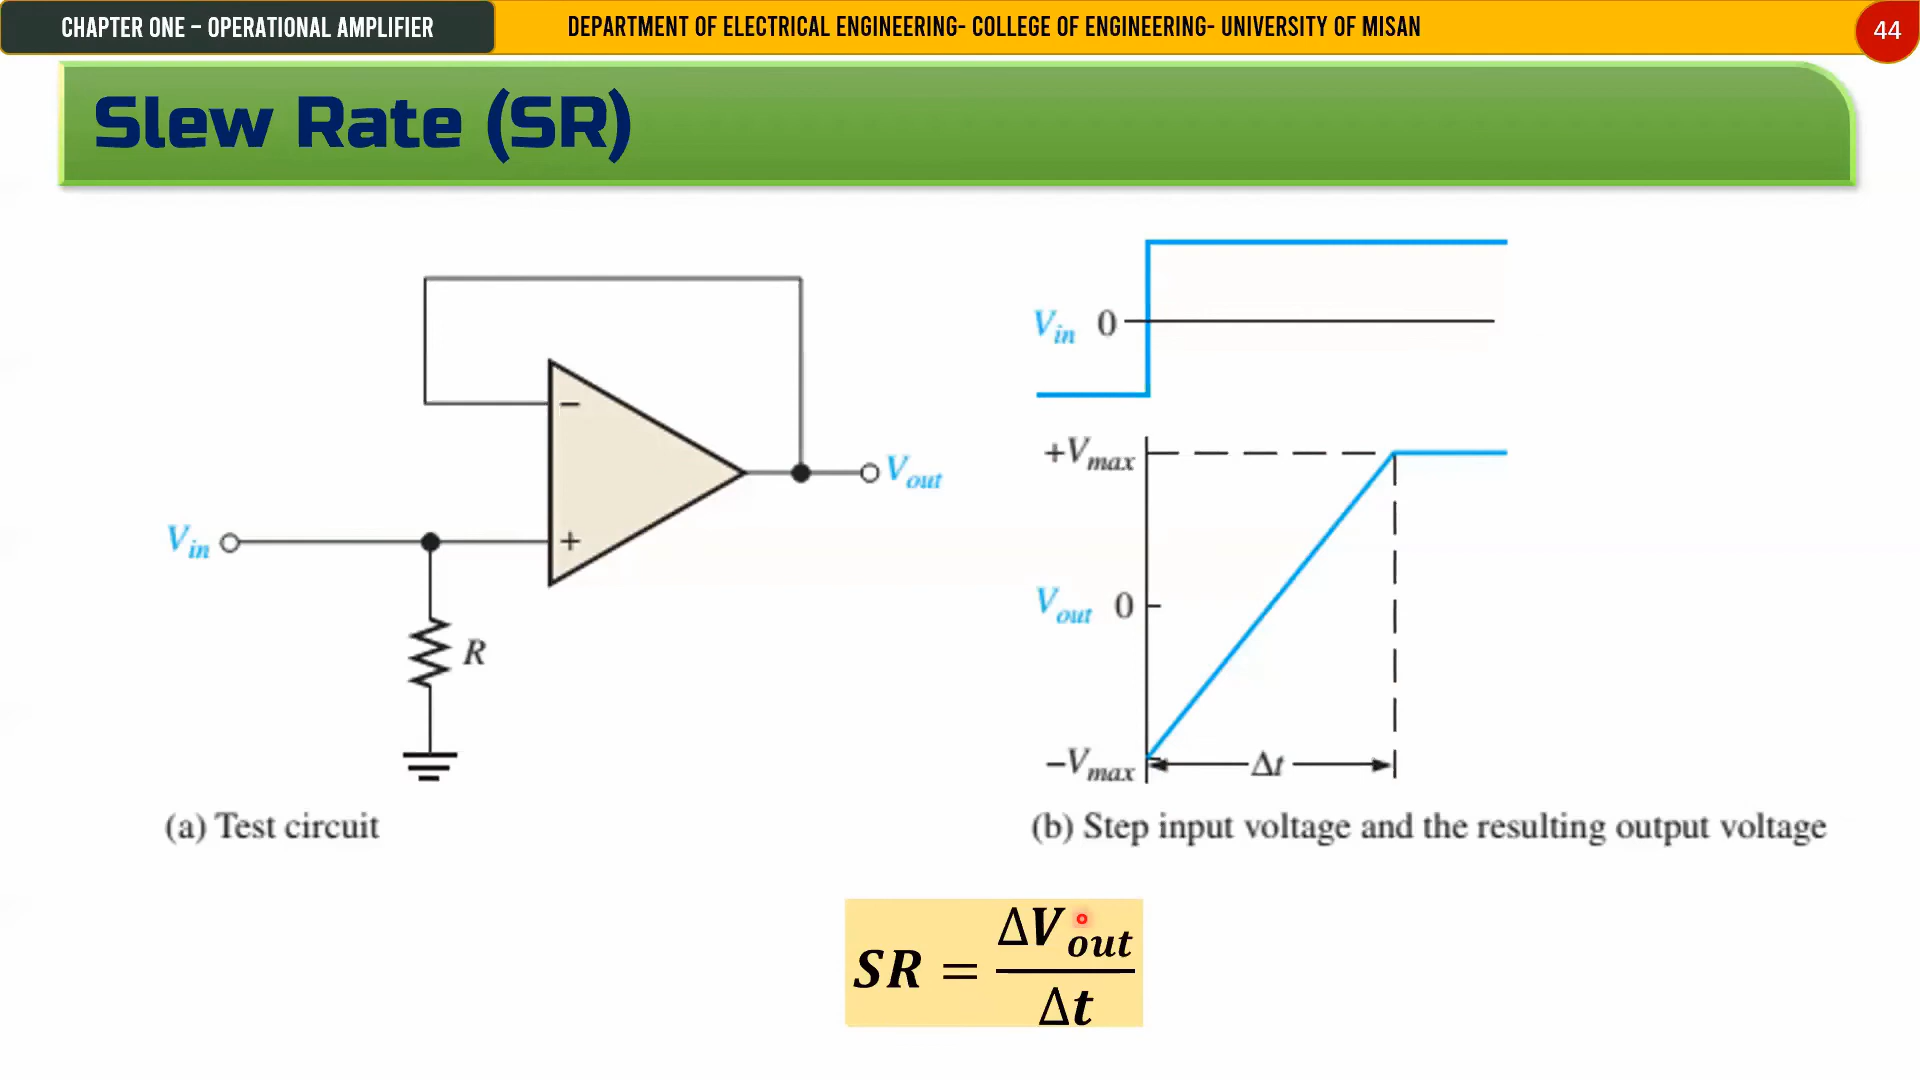 CHAPTER ONE – OPERATIONAL AMPLIFIER
DEPARTMENT OF ELECTRICAL ENGINEERING- COLLEGE OF ENGINEERING- UNIVERSITY OF MISAN
44
Slew Rate (SR)
Vin
R
−
+
Vout
(a) Test circuit
Vin 0
+Vmax
Vout 0
−Vmax
Δt
(b) Step input voltage and the resulting output voltage
SR = ΔVout / Δt